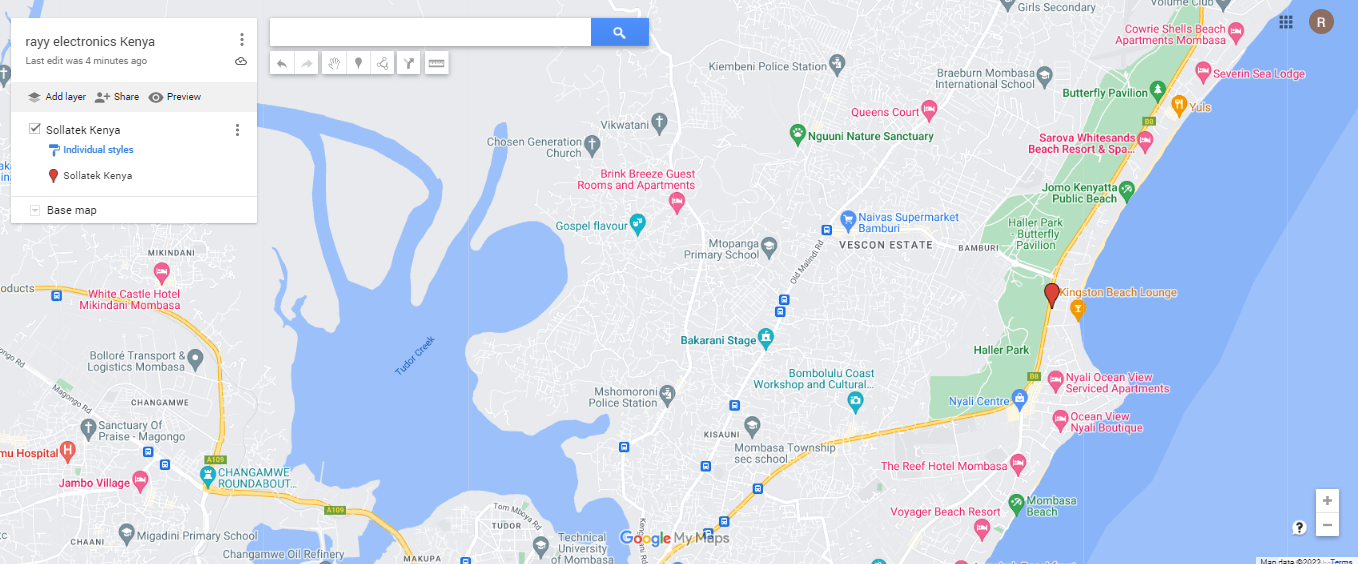 rayy electronics Kenya
Last edit was 4 minutes ago
Add layer
Share
Preview
Sollatek Kenya
Individual styles
Sollatek Kenya
Base map
R
Girls Secondary
Volume Club
Cowrie Shells Beach
Apartments Mombasa
Kiembeni Police Station
Braeburn Mombasa
International School
Severin Sea Lodge
Butterfly Pavilion
Yul's
Queens Court
B8
Vikwatani
Nguuni Nature Sanctuary
Sarova Whitesands
Beach Resort & Spa...
Chosen Generation
Church
Brink Breeze Guest
Rooms and Apartments
Jomo Kenyatta
Public Beach
Gospel flavour
Naivas Supermarket
Bamburi
Haller Park
Butterfly
Pavilion
Mtopanga
Primary School
VESCON ESTATE
BAMBURI
Old Malindi Rd
MIKINDANI
White Castle Hotel
Mikindani Mombasa
oducts
Kingston Beach Lounge
Tudor Creek
Bakarani Stage
Haller Park
Bolloré Transport &
Logistics Mombasa
Bombolulu Coast
Workshop and Cultural...
B8
Nyali Ocean View
Serviced Apartments
Magongo Rd
Mshomoroni
Police Station
Nyali Centre
CHANGAMWE
Ocean View
Nyali Boutique
Sanctuary Of
Praise - Magongo
KISAUNI
Mombasa Township
sec school
mu Hospital
A109
The Reef Hotel Mombasa
CHANGAMWE
ROUNDABOUT...
Jambo Village
Mombasa
Beach
A109
Tom Mboya Rd
Voyager Beach Resort
TUDOR
Migadini Primary School
Google My Maps
Technical
University
of Mombasa
CHAANI
Changamwe Oil Refinery
MAKUPA
Map data ©2022
Terms